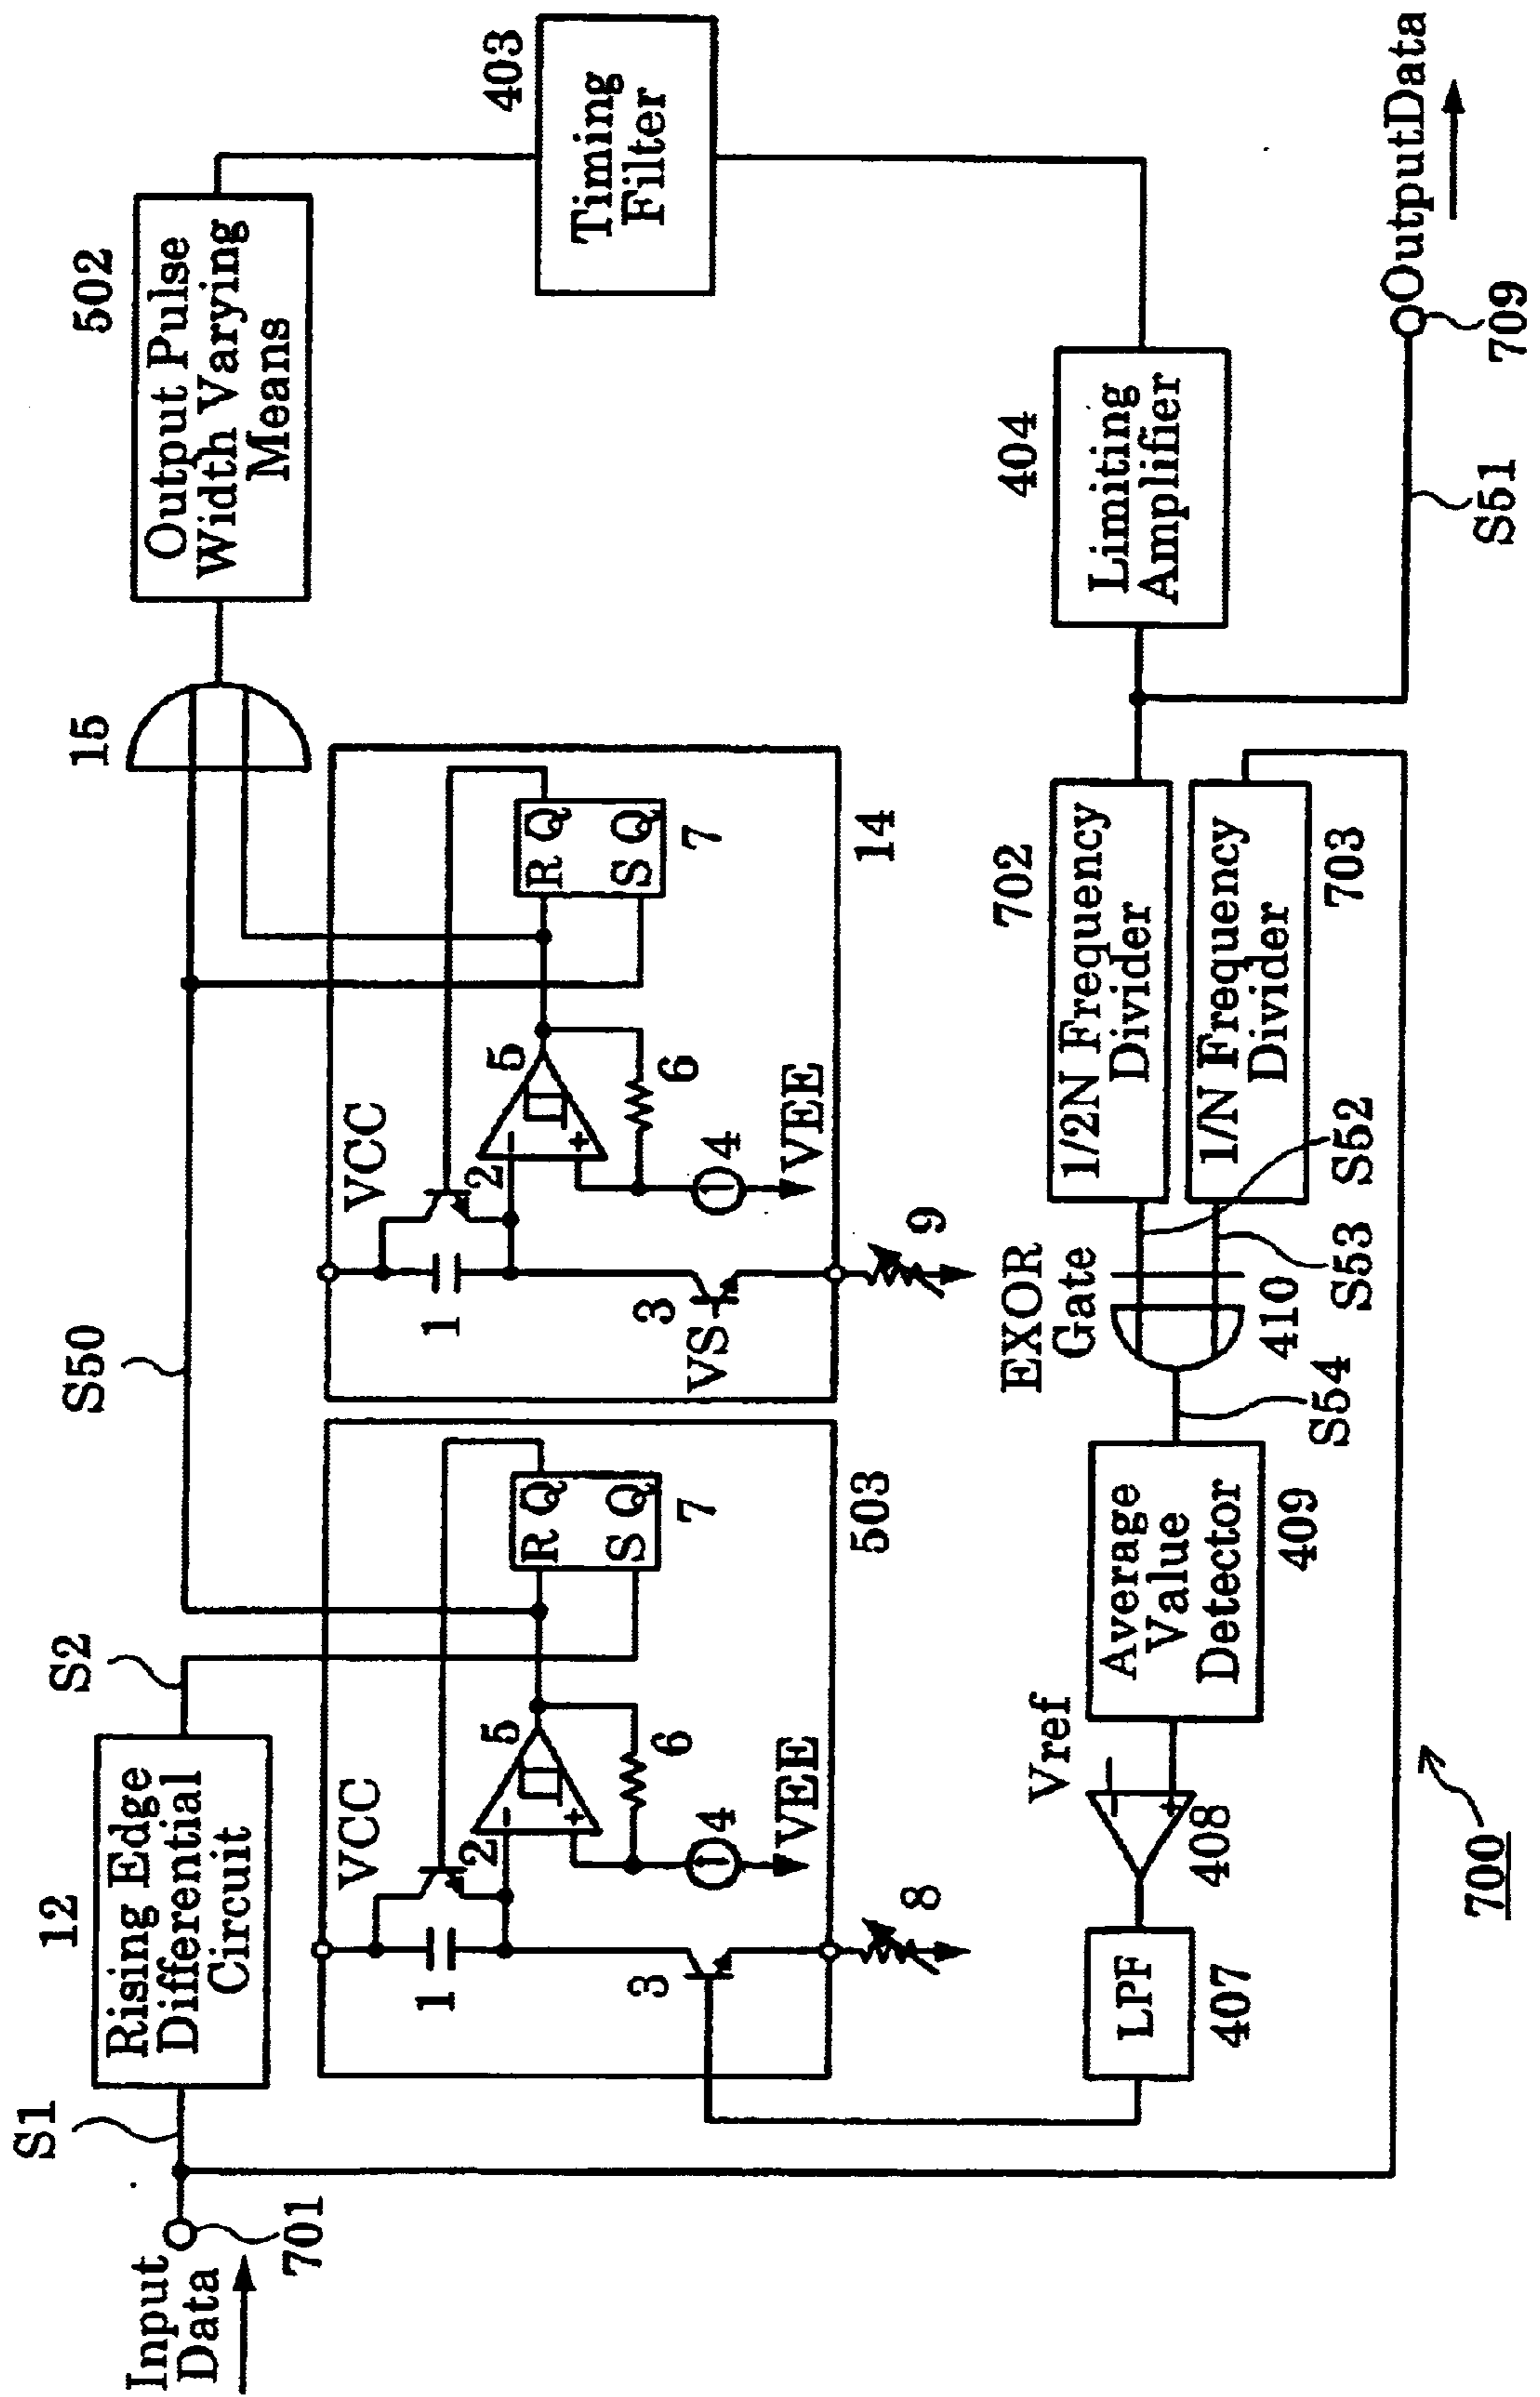 Input
Data
701
S1
12
Rising Edge
Differential
Circuit
S2
S50
15
502
Output Pulse
Width Varying
Means
403
Timing
Filter
VCC
1
2
3
4
5
6
7
R Q
S Q
VEE
8
503
VCC
1
2
3
VS
4
5
6
7
R Q
S Q
VEE
9
14
404
Limiting
Amplifier
702
1/2N Frequency
Divider
1/N Frequency
Divider
703
S52
S53
EXOR
Gate
410
S54
Average
Value
Detector
409
Vref
408
LPF
407
S51
OutputData
709
700